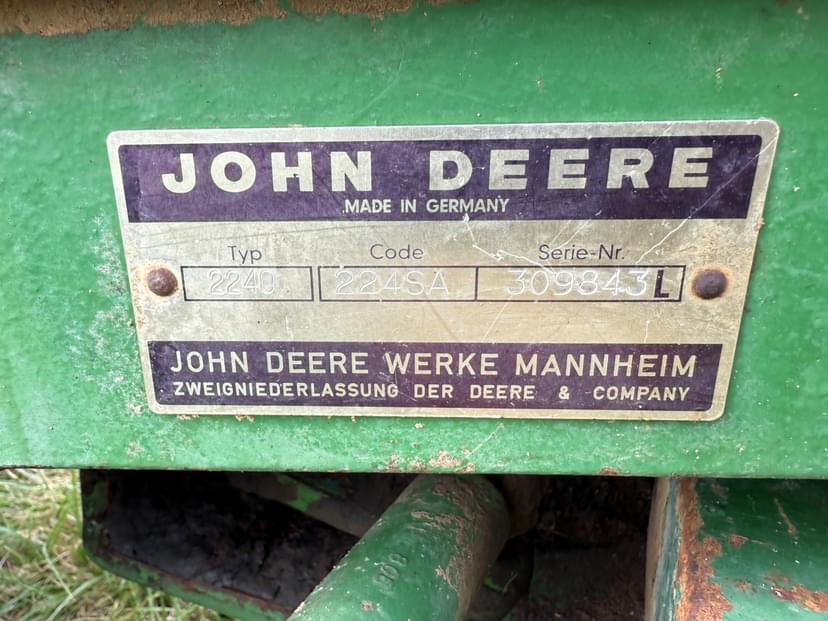 JOHN DEERE
MADE IN GERMANY
Typ Code Serie-Nr.
2240 224SA 309843L
JOHN DEERE WERKE MANNHEIM
ZWEIGNIEDERLASSUNG DER DEERE & COMPANY